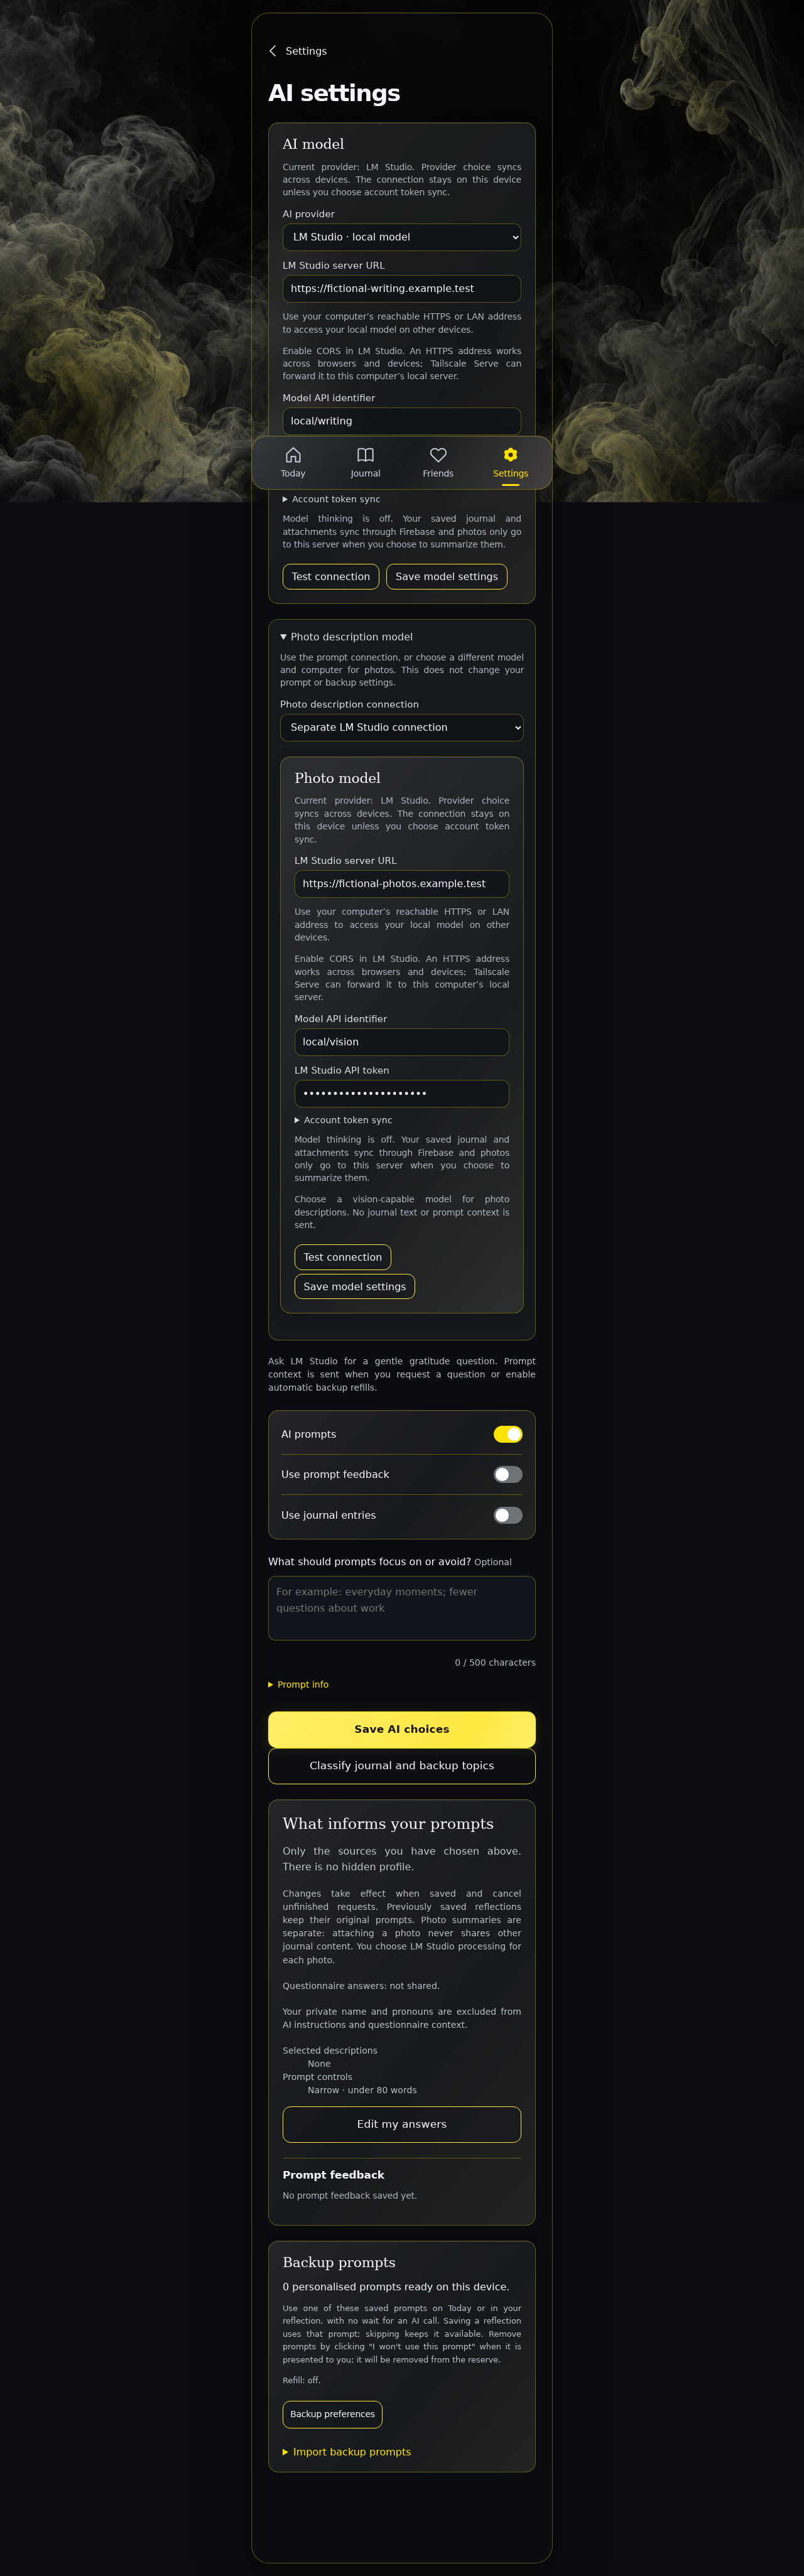 Settings
AI settings
AI model
Current provider: LM Studio. Provider choice syncs
across devices. The connection stays on this device
unless you choose account token sync.
AI provider
LM Studio · local model
LM Studio server URL
https://fictional-writing.example.test
Use your computer’s reachable HTTPS or LAN address
to access your local model on other devices.
Enable CORS in LM Studio. An HTTPS address works
across browsers and devices; Tailscale Serve can
forward it to this computer’s local server.
Model API identifier
local/writing
Today
Journal
Friends
Settings
Account token sync
Model thinking is off. Your saved journal and
attachments sync through Firebase and photos only go
to this server when you choose to summarize them.
Test connection
Save model settings
Photo description model
Use the prompt connection, or choose a different model
and computer for photos. This does not change your
prompt or backup settings.
Photo description connection
Separate LM Studio connection
Photo model
Current provider: LM Studio. Provider choice
syncs across devices. The connection stays on
this device unless you choose account token
sync.
LM Studio server URL
https://fictional-photos.example.test
Use your computer’s reachable HTTPS or LAN
address to access your local model on other
devices.
Enable CORS in LM Studio. An HTTPS address
works across browsers and devices; Tailscale
Serve can forward it to this computer’s local
server.
Model API identifier
local/vision
LM Studio API token
•••••••••••••••••••••
Account token sync
Model thinking is off. Your saved journal and
attachments sync through Firebase and photos
only go to this server when you choose to
summarize them.
Choose a vision-capable model for photo
descriptions. No journal text or prompt context is
sent.
Test connection
Save model settings
Ask LM Studio for a gentle gratitude question. Prompt
context is sent when you request a question or enable
automatic backup refills.
AI prompts
Use prompt feedback
Use journal entries
What should prompts focus on or avoid? Optional
For example: everyday moments; fewer
questions about work
0 / 500 characters
Prompt info
Save AI choices
Classify journal and backup topics
What informs your prompts
Only the sources you have chosen above.
There is no hidden profile.
Changes take effect when saved and cancel
unfinished requests. Previously saved reflections
keep their original prompts. Photo summaries are
separate: attaching a photo never shares other
journal content. You choose LM Studio processing for
each photo.
Questionnaire answers: not shared.
Your private name and pronouns are excluded from
AI instructions and questionnaire context.
Selected descriptions
None
Prompt controls
Narrow · under 80 words
Edit my answers
Prompt feedback
No prompt feedback saved yet.
Backup prompts
0 personalised prompts ready on this device.
Use one of these saved prompts on Today or in your
reflection, with no wait for an AI call. Saving a reflection
uses that prompt; skipping keeps it available. Remove
prompts by clicking "I won't use this prompt" when it is
presented to you; it will be removed from the reserve.
Refill: off.
Backup preferences
Import backup prompts